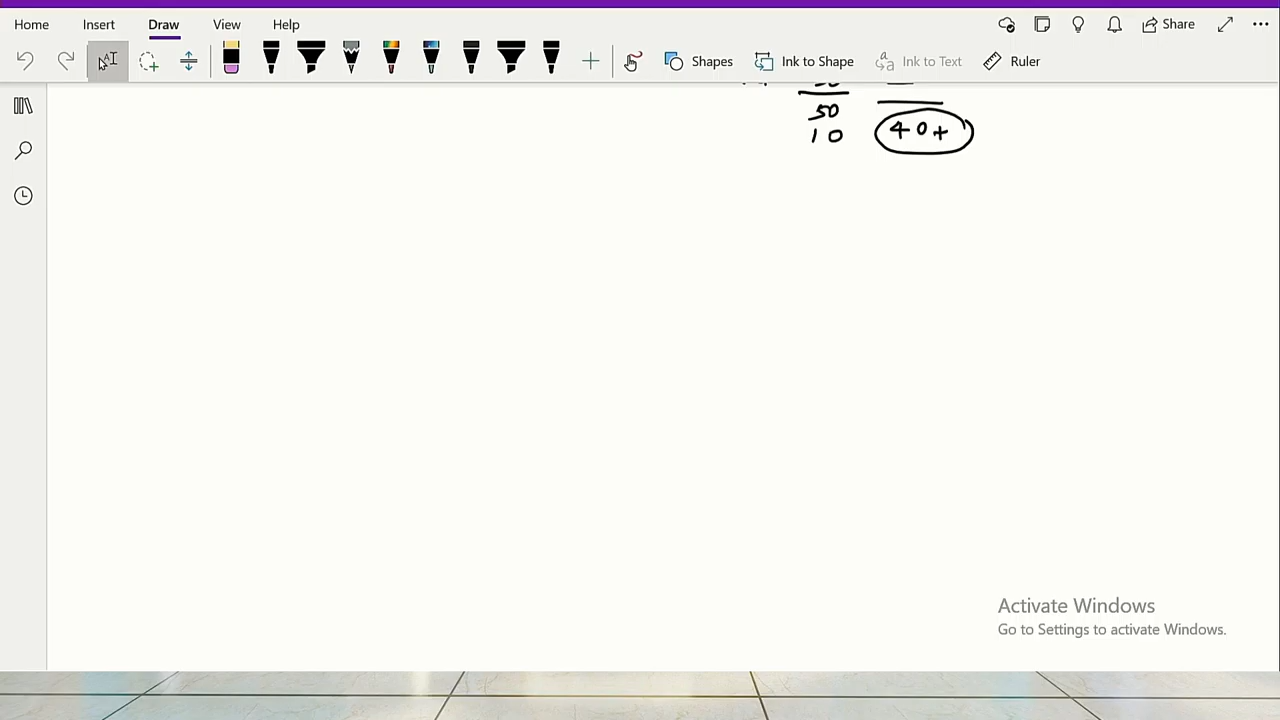 Home Insert Draw View Help Share
Shapes Ink to Shape Ink to Text Ruler
50
10 40+
Activate Windows
Go to Settings to activate Windows.